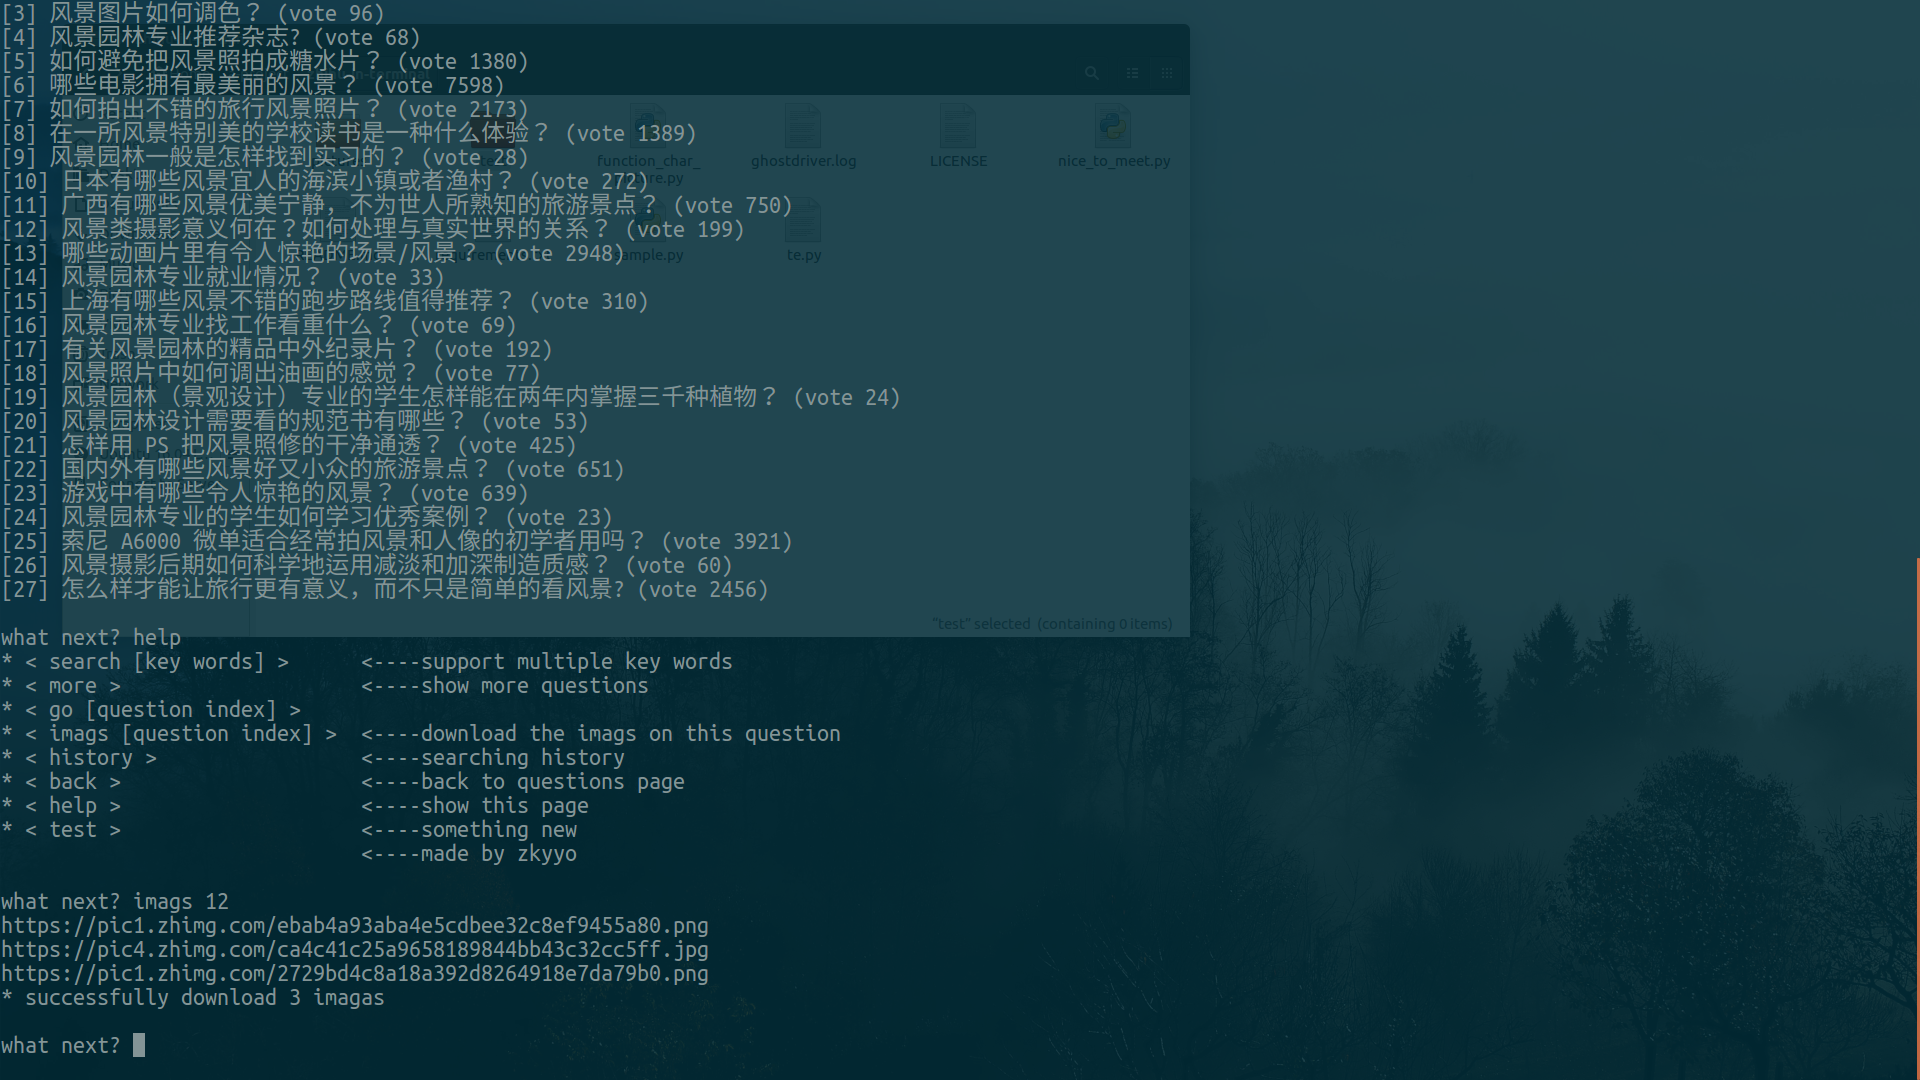 [3] 风景图片如何调色？ (vote 96)
[4] 风景园林专业推荐杂志? (vote 68)
[5] 如何避免把风景照拍成糖水片？ (vote 1380)
[6] 哪些电影拥有最美丽的风景？ (vote 7598)
[7] 如何拍出不错的旅行风景照片？ (vote 2173)
[8] 在一所风景特别美的学校读书是一种什么体验？ (vote 1389)
[9] 风景园林一般是怎样找到实习的？ (vote 28)
function_char_
ghostdriver.log
LICENSE
nice_to_meet.py
[10] 日本有哪些风景宜人的海滨小镇或者渔村？ (vote 272)
[11] 广西有哪些风景优美宁静，不为世人所熟知的旅游景点？ (vote 750)
[12] 风景类摄影意义何在？如何处理与真实世界的关系？ (vote 199)
[13] 哪些动画片里有令人惊艳的场景/风景？ (vote 2948)
sample.py
te.py
[14] 风景园林专业就业情况？ (vote 33)
[15] 上海有哪些风景不错的跑步路线值得推荐？ (vote 310)
[16] 风景园林专业找工作看重什么？ (vote 69)
[17] 有关风景园林的精品中外纪录片？ (vote 192)
[18] 风景照片中如何调出油画的感觉？ (vote 77)
[19] 风景园林（景观设计）专业的学生怎样能在两年内掌握三千种植物？ (vote 24)
[20] 风景园林设计需要看的规范书有哪些？ (vote 53)
[21] 怎样用 PS 把风景照修的干净通透？ (vote 425)
[22] 国内外有哪些风景好又小众的旅游景点？ (vote 651)
[23] 游戏中有哪些令人惊艳的风景？ (vote 639)
[24] 风景园林专业的学生如何学习优秀案例？ (vote 23)
[25] 索尼 A6000 微单适合经常拍风景和人像的初学者用吗？ (vote 3921)
[26] 风景摄影后期如何科学地运用减淡和加深制造质感？ (vote 60)
[27] 怎么样才能让旅行更有意义，而不只是简单的看风景? (vote 2456)
"test" selected (containing 0 items)
what next? help
* < search [key words] >      <----support multiple key words
* < more >                    <----show more questions
* < go [question index] >
* < imags [question index] >  <----download the imags on this question
* < history >                 <----searching history
* < back >                    <----back to questions page
* < help >                    <----show this page
* < test >                    <----something new
<----made by zkyyo
what next? imags 12
https://pic1.zhimg.com/ebab4a93aba4e5cdbee32c8ef9455a80.png
https://pic4.zhimg.com/ca4c41c25a9658189844bb43c32cc5ff.jpg
https://pic1.zhimg.com/2729bd4c8a18a392d8264918e7da79b0.png
* successfully download 3 imagas
what next?